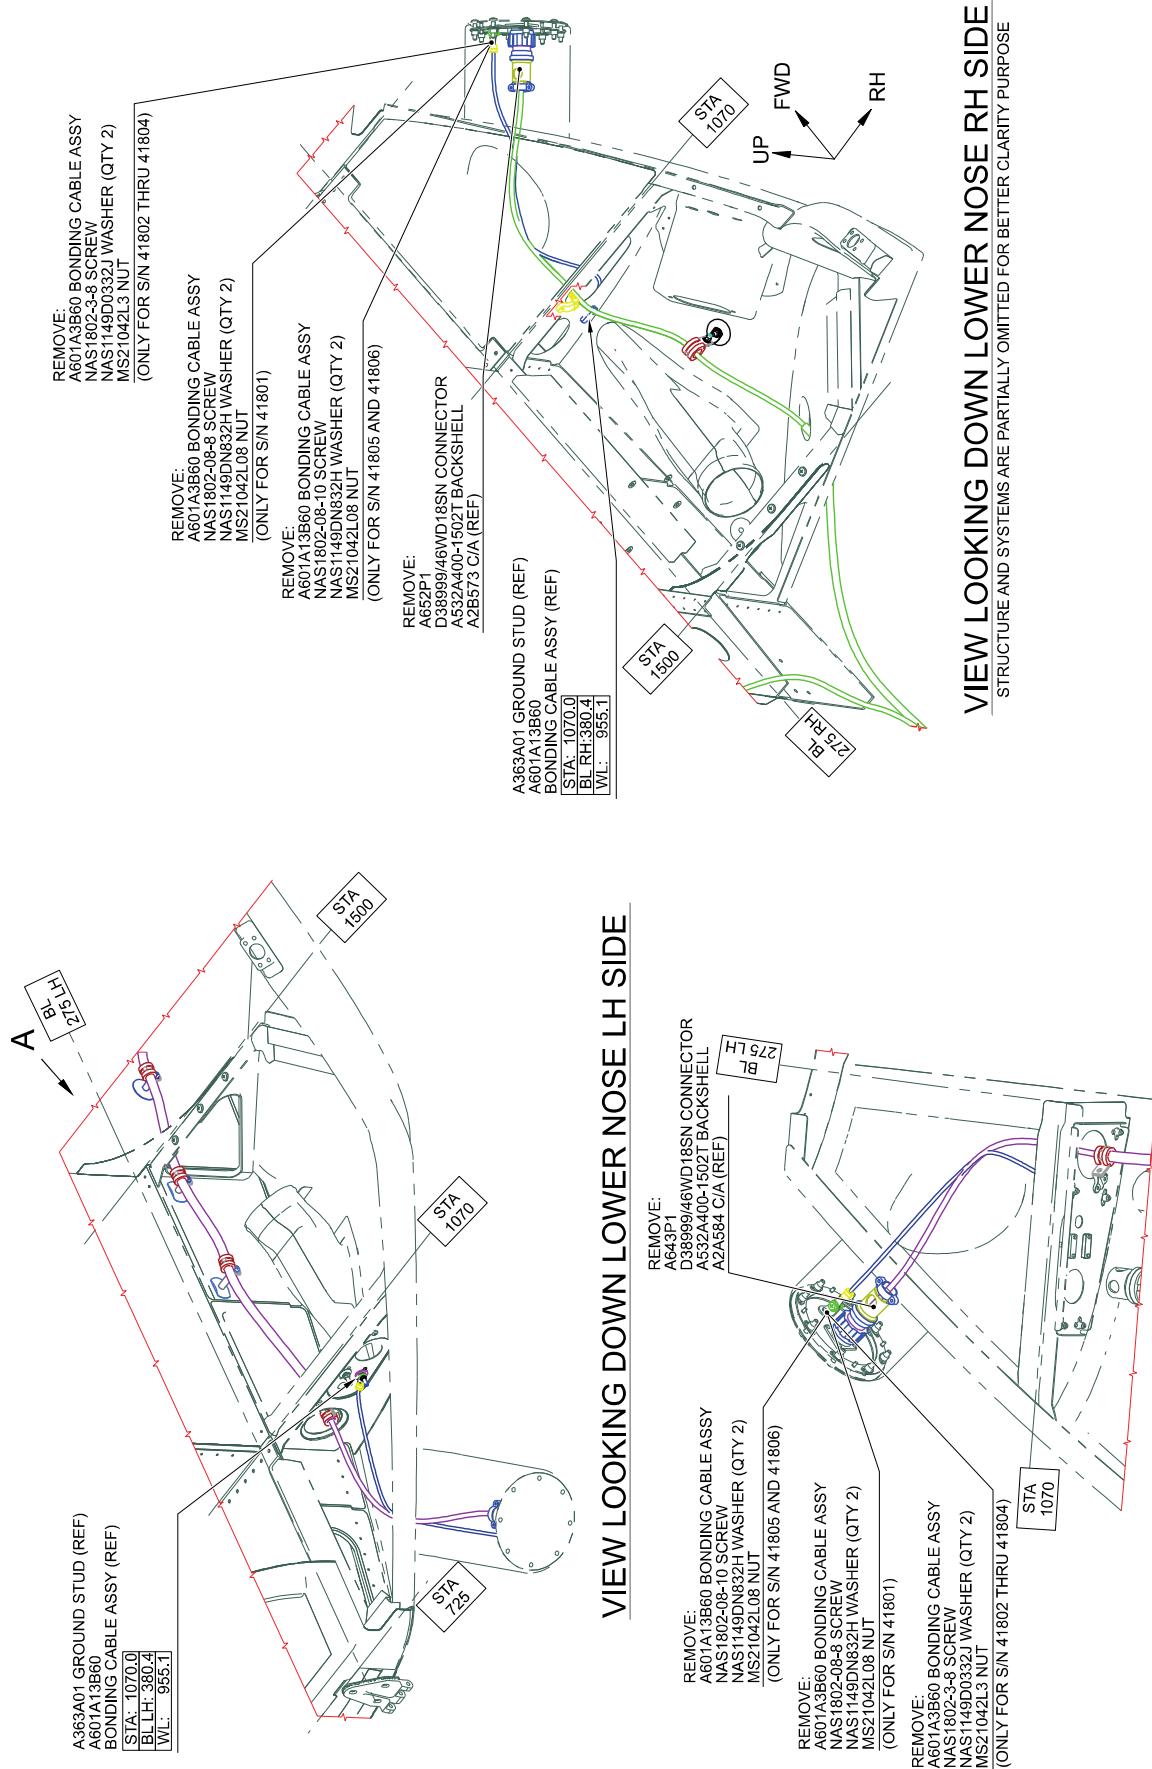 A363A01 GROUND STUD (REF)
A601A13B60
BONDING CABLE ASSY (REF)
STA: 1070.0
BL LH: 380.4
WL: 955.1
A
BL
275 LH
STA
1500
STA
1070
STA
725
VIEW LOOKING DOWN LOWER NOSE LH SIDE
REMOVE:
A643P1
D38999/46WD18SN CONNECTOR
A532A400-1502T BACKSHELL
A2A584 C/A (REF)
BL
275 LH
REMOVE:
A601A13B60 BONDING CABLE ASSY
NAS1802-08-10 SCREW
NAS1149DN832H WASHER (QTY 2)
MS21042L08 NUT
(ONLY FOR S/N 41805 AND 41806)
REMOVE:
A601A3B60 BONDING CABLE ASSY
NAS1802-08-8 SCREW
NAS1149DN832H WASHER (QTY 2)
MS21042L08 NUT
(ONLY FOR S/N 41801)
REMOVE:
A601A3B60 BONDING CABLE ASSY
NAS1802-3-8 SCREW
NAS1149D0332J WASHER (QTY 2)
MS21042L3 NUT
(ONLY FOR S/N 41802 THRU 41804)
STA
1070
REMOVE:
A601A3B60 BONDING CABLE ASSY
NAS1802-3-8 SCREW
NAS1149D0332J WASHER (QTY 2)
MS21042L3 NUT
(ONLY FOR S/N 41802 THRU 41804)
REMOVE:
A601A3B60 BONDING CABLE ASSY
NAS1802-08-8 SCREW
NAS1149DN832H WASHER (QTY 2)
MS21042L08 NUT
(ONLY FOR S/N 41801)
REMOVE:
A601A13B60 BONDING CABLE ASSY
NAS1802-08-10 SCREW
NAS1149DN832H WASHER (QTY 2)
MS21042L08 NUT
(ONLY FOR S/N 41805 AND 41806)
REMOVE:
A652P1
D38999/46WD18SN CONNECTOR
A532A400-1502T BACKSHELL
A2B573 C/A (REF)
A363A01 GROUND STUD (REF)
A601A13B60
BONDING CABLE ASSY (REF)
STA: 1070.0
BL RH:380.4
WL: 955.1
STA
1070
STA
1500
BL
275 RH
UP
FWD
RH
VIEW LOOKING DOWN LOWER NOSE RH SIDE
STRUCTURE AND SYSTEMS ARE PARTIALLY OMITTED FOR BETTER CLARITY PURPOSE